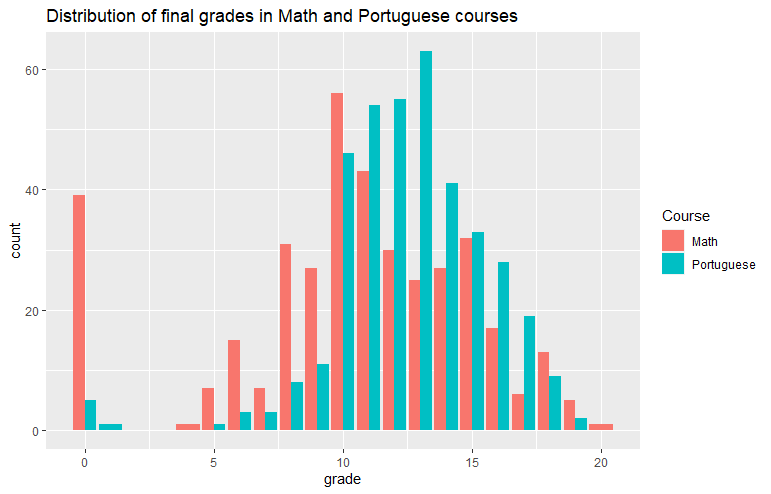 Distribution of final grades in Math and Portuguese courses
60
40
20
0
count
0 5 10 15 20
grade
Course
Math
Portuguese